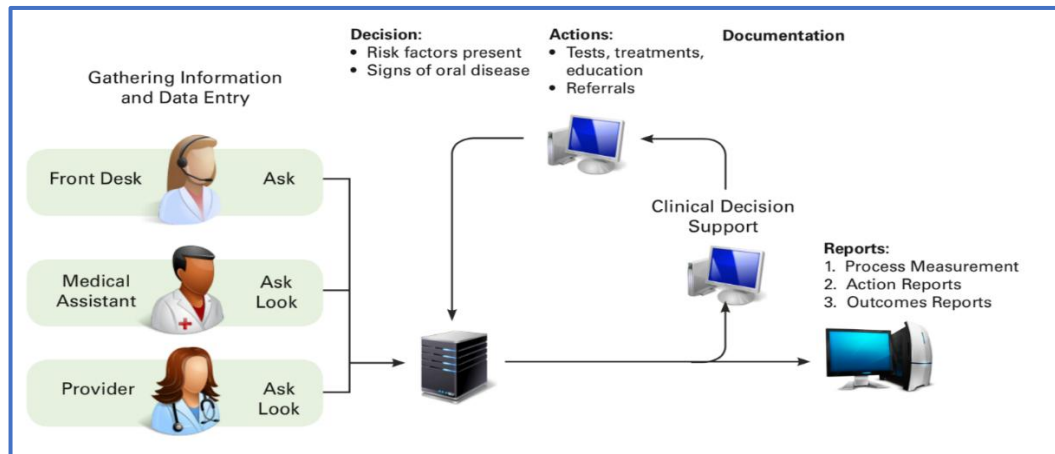 Gathering Information
and Data Entry
Front Desk
Ask
Medical
Assistant
Ask
Look
Provider
Ask
Look
Decision:
• Risk factors present
• Signs of oral disease
Actions:
• Tests, treatments,
education
• Referrals
Documentation
Clinical Decision
Support
Reports:
1. Process Measurement
2. Action Reports
3. Outcomes Reports